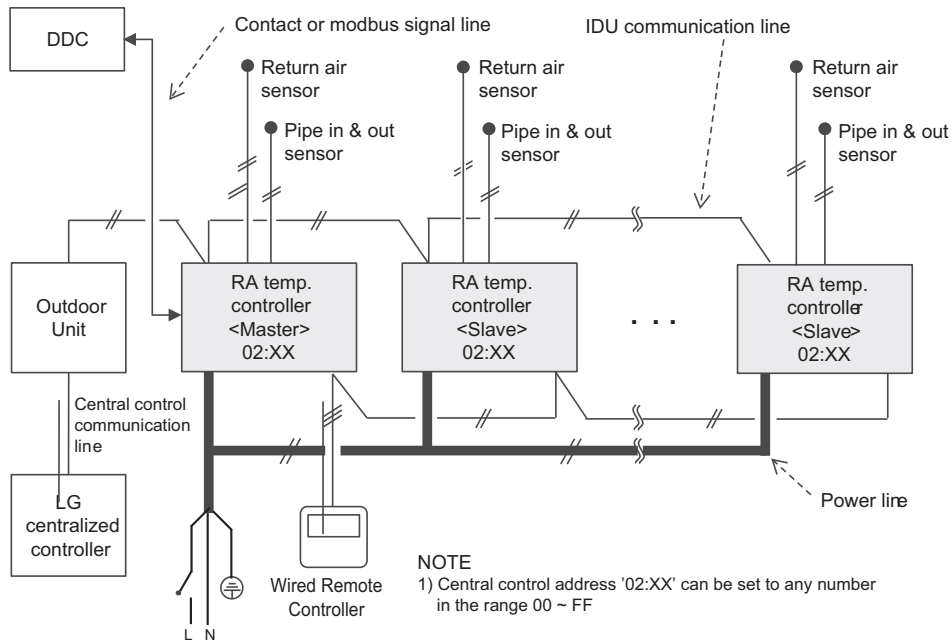 DDC
Contact or modbus signal line
IDU communication line
Return air
sensor
Pipe in & out
sensor
Return air
sensor
Pipe in & out
sensor
Return air
sensor
Pipe in & out
sensor
Outdoor
Unit
RA temp.
controller
<Master>
02:XX
RA temp.
controller
<Slave>
02:XX
. . .
RA temp.
controller
<Slave>
02:XX
Central control
communication
line
LG
centralized
controller
Power line
Wired Remote
Controller
L N
NOTE
1) Central control address '02:XX' can be set to any number
in the range 00 ~ FF